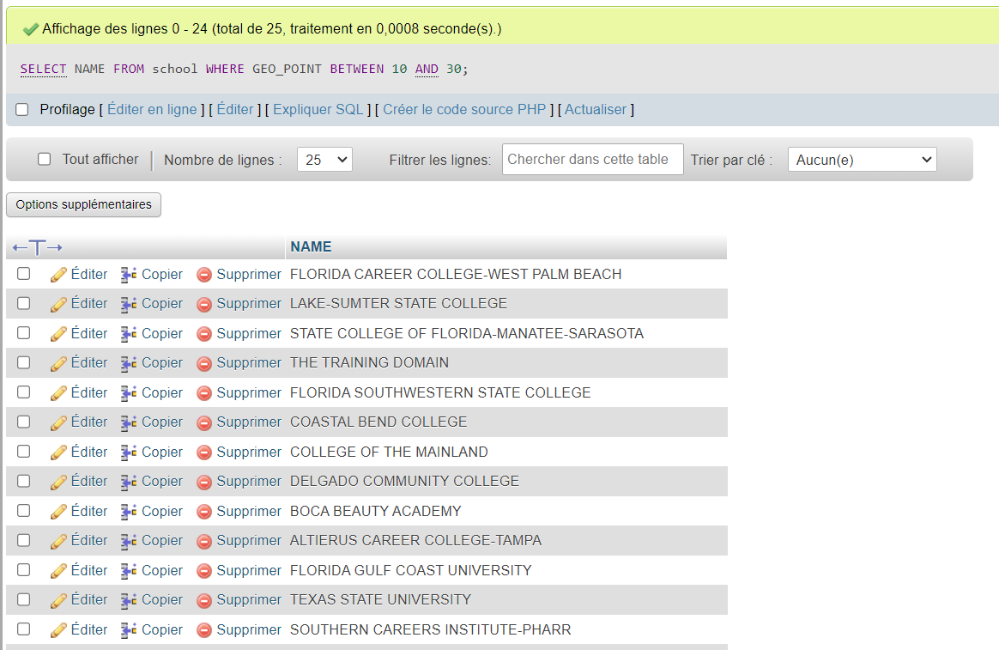 Affichage des lignes 0 - 24 (total de 25, traitement en 0,0008 seconde(s).)
SELECT NAME FROM school WHERE GEO_POINT BETWEEN 10 AND 30;
Profilage [ Éditer en ligne ] [ Éditer ] [ Expliquer SQL ] [ Créer le code source PHP ] [ Actualiser ]
Tout afficher | Nombre de lignes : 25 Filtrer les lignes: Chercher dans cette table Trier par clé : Aucun(e)
Options supplémentaires
←T→ NAME
Éditer Copier Supprimer FLORIDA CAREER COLLEGE-WEST PALM BEACH
Éditer Copier Supprimer LAKE-SUMTER STATE COLLEGE
Éditer Copier Supprimer STATE COLLEGE OF FLORIDA-MANATEE-SARASOTA
Éditer Copier Supprimer THE TRAINING DOMAIN
Éditer Copier Supprimer FLORIDA SOUTHWESTERN STATE COLLEGE
Éditer Copier Supprimer COASTAL BEND COLLEGE
Éditer Copier Supprimer COLLEGE OF THE MAINLAND
Éditer Copier Supprimer DELGADO COMMUNITY COLLEGE
Éditer Copier Supprimer BOCA BEAUTY ACADEMY
Éditer Copier Supprimer ALTIERUS CAREER COLLEGE-TAMPA
Éditer Copier Supprimer FLORIDA GULF COAST UNIVERSITY
Éditer Copier Supprimer TEXAS STATE UNIVERSITY
Éditer Copier Supprimer SOUTHERN CAREERS INSTITUTE-PHARR